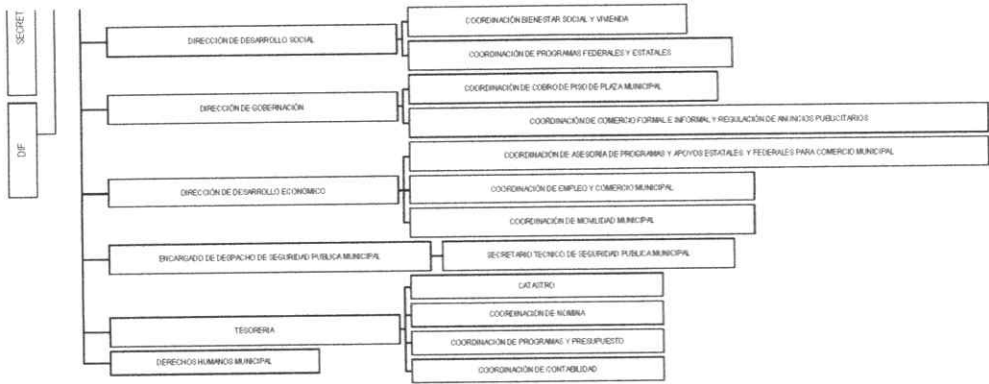 SECRET
DIF
DIRECCIÓN DE DESARROLLO SOCIAL
COORDINACIÓN BIENESTAR SOCIAL Y VIVIENDA
COORDINACIÓN DE PROGRAMAS FEDERALES Y ESTATALES
DIRECCIÓN DE GOBERNACIÓN
COORDINACIÓN DE COBRO DE PISO DE PLAZA MUNICIPAL
COORDINACIÓN DE COMERCIO FORMAL E INFORMAL Y REGULACIÓN DE ANUNCIOS PUBLICITARIOS
DIRECCIÓN DE DESARROLLO ECONÓMICO
COORDINACIÓN DE ASESORÍA DE PROGRAMAS Y APOYOS ESTATALES Y FEDERALES PARA COMERCIO MUNICIPAL
COORDINACIÓN DE EMPLEO Y COMERCIO MUNICIPAL
COORDINACIÓN DE MOVILIDAD MUNICIPAL
ENCARGADO DE DESPACHO DE SEGURIDAD PUBLICA MUNICIPAL
SECRETARIO TECNICO DE SEGURIDAD PUBLICA MUNICIPAL
TESORERIA
CATASTRO
COORDINACIÓN DE NOMINA
COORDINACIÓN DE PROGRAMAS Y PRESUPUESTO
COORDINACIÓN DE CONTABILIDAD
DERECHOS HUMANOS MUNICIPAL